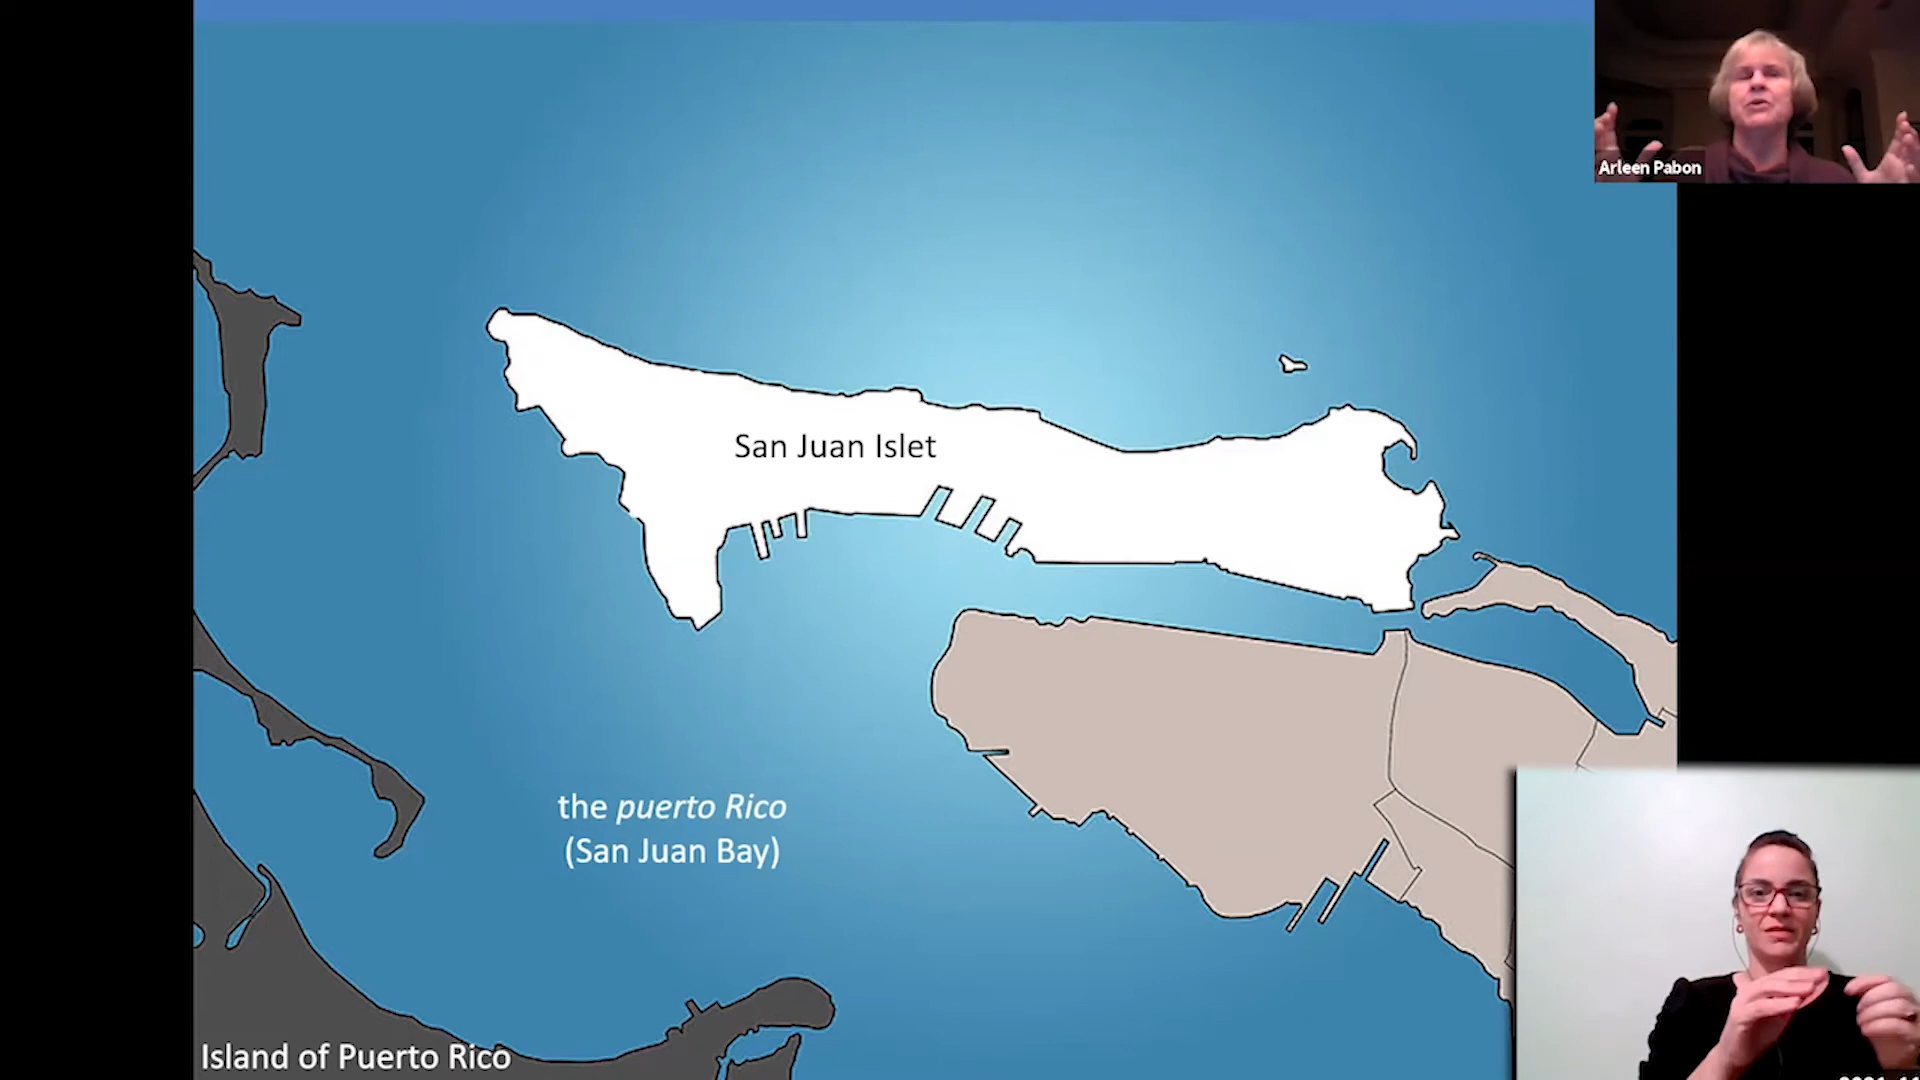 Arleen Pabon
San Juan Islet
the puerto Rico
(San Juan Bay)
Island of Puerto Rico